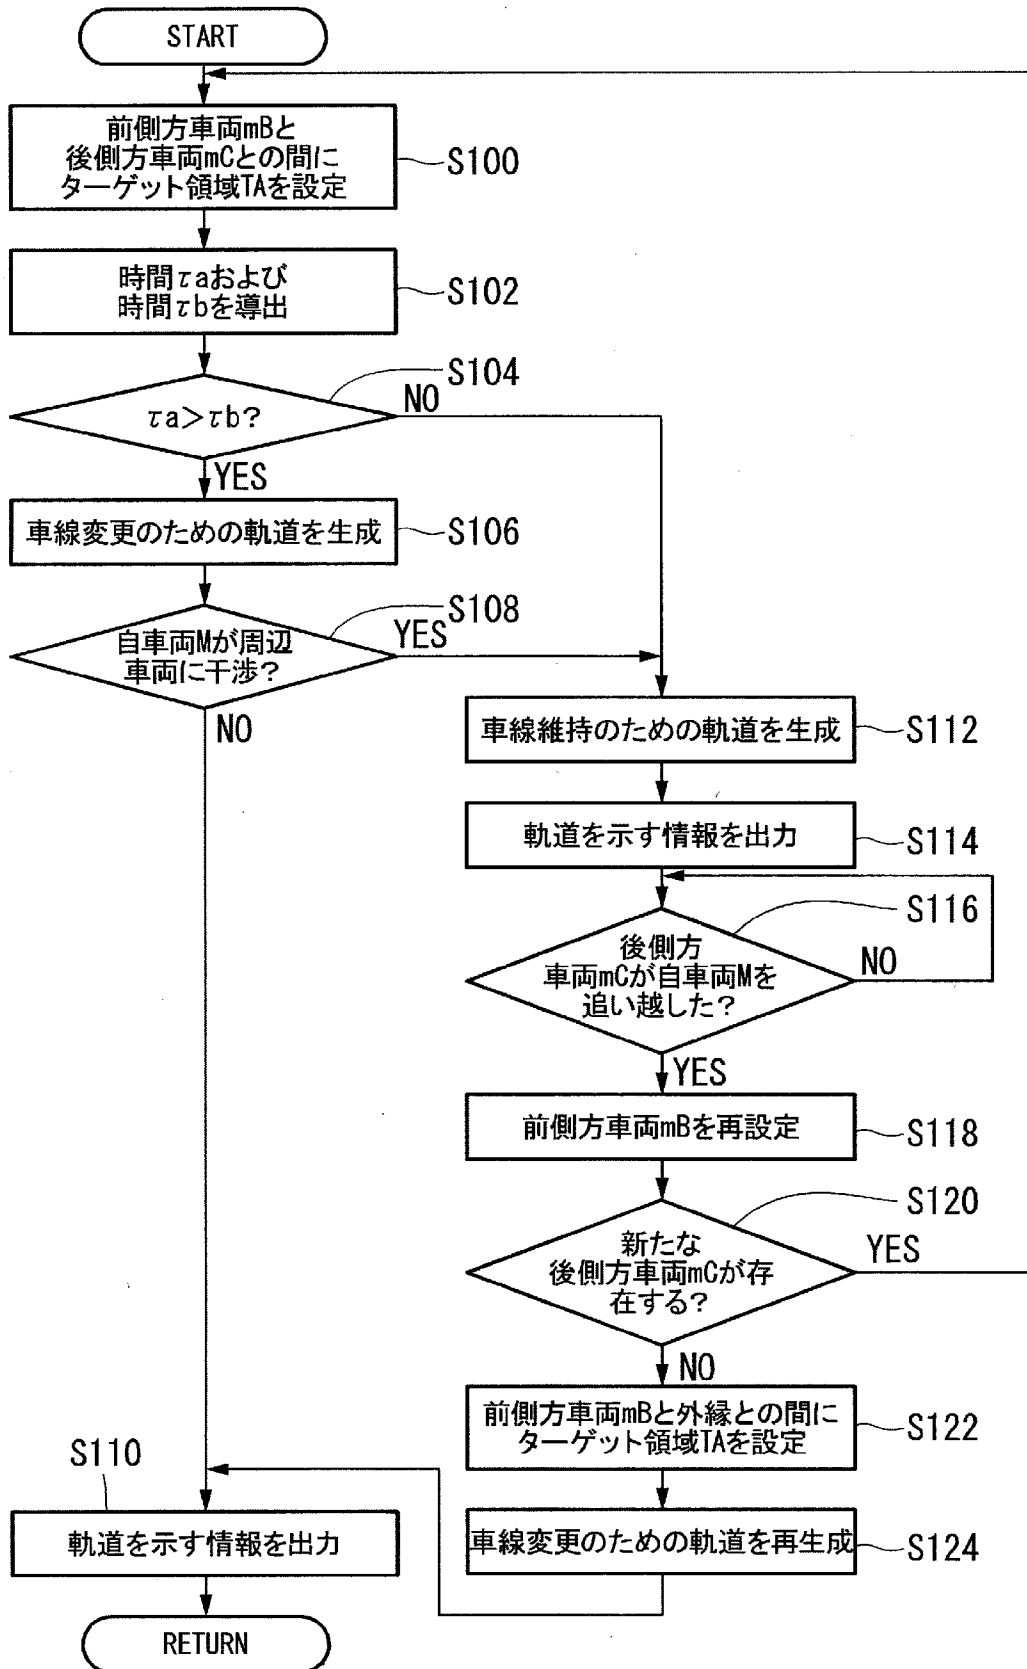 START
前側方車両mBと
後側方車両mCとの間に
ターゲット領域TAを設定
S100
時間τaおよび
時間τbを導出
S102
S104
τa>τb?
NO
YES
車線変更のための軌道を生成
S106
S108
自車両Mが周辺
車両に干渉?
YES
NO
車線維持のための軌道を生成
S112
軌道を示す情報を出力
S114
S116
後側方
車両mCが自車両Mを
追い越した?
NO
YES
前側方車両mBを再設定
S118
S120
新たな
後側方車両mCが存
在する?
YES
NO
前側方車両mBと外縁との間に
ターゲット領域TAを設定
S122
車線変更のための軌道を再生成
S124
S110
軌道を示す情報を出力
RETURN